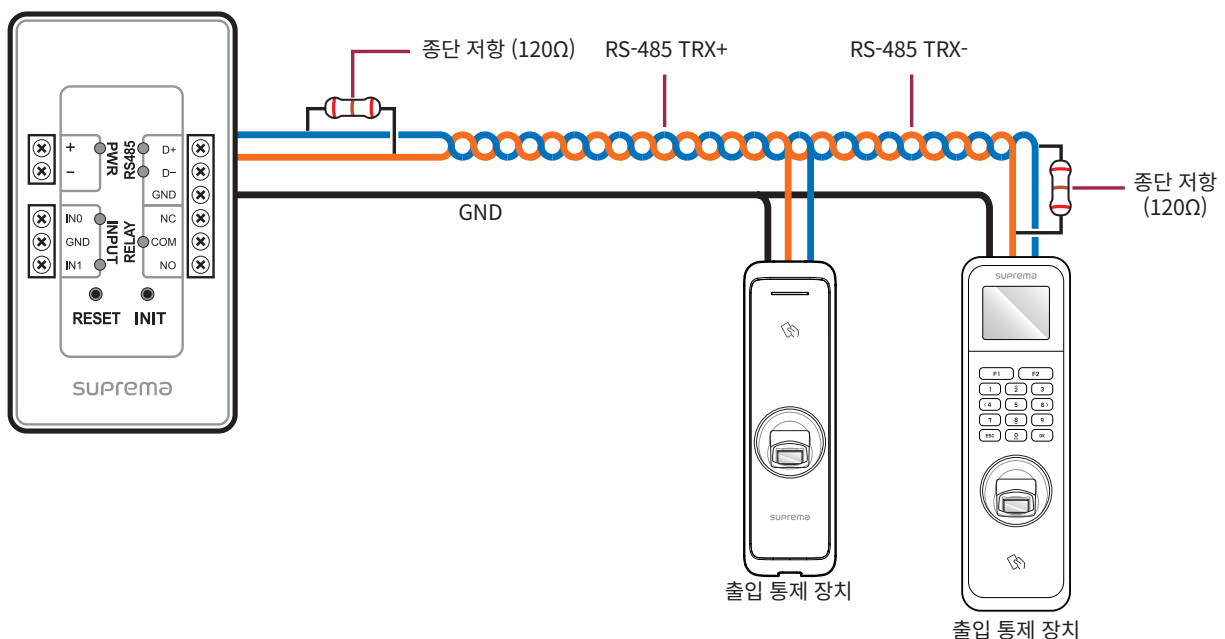 종단 저항 (120Ω)
RS-485 TRX+
RS-485 TRX-
+
−
PWR
RS485
D+
D−
GND
IN0
GND
IN1
INPUT
RELAY
NC
COM
NO
RESET
INIT
suprema
GND
종단 저항
(120Ω)
suprema
출입 통제 장치
suprema
F1 F2
1 2 3
<4 5 6>
7 8 9
ESC 0 OK
출입 통제 장치